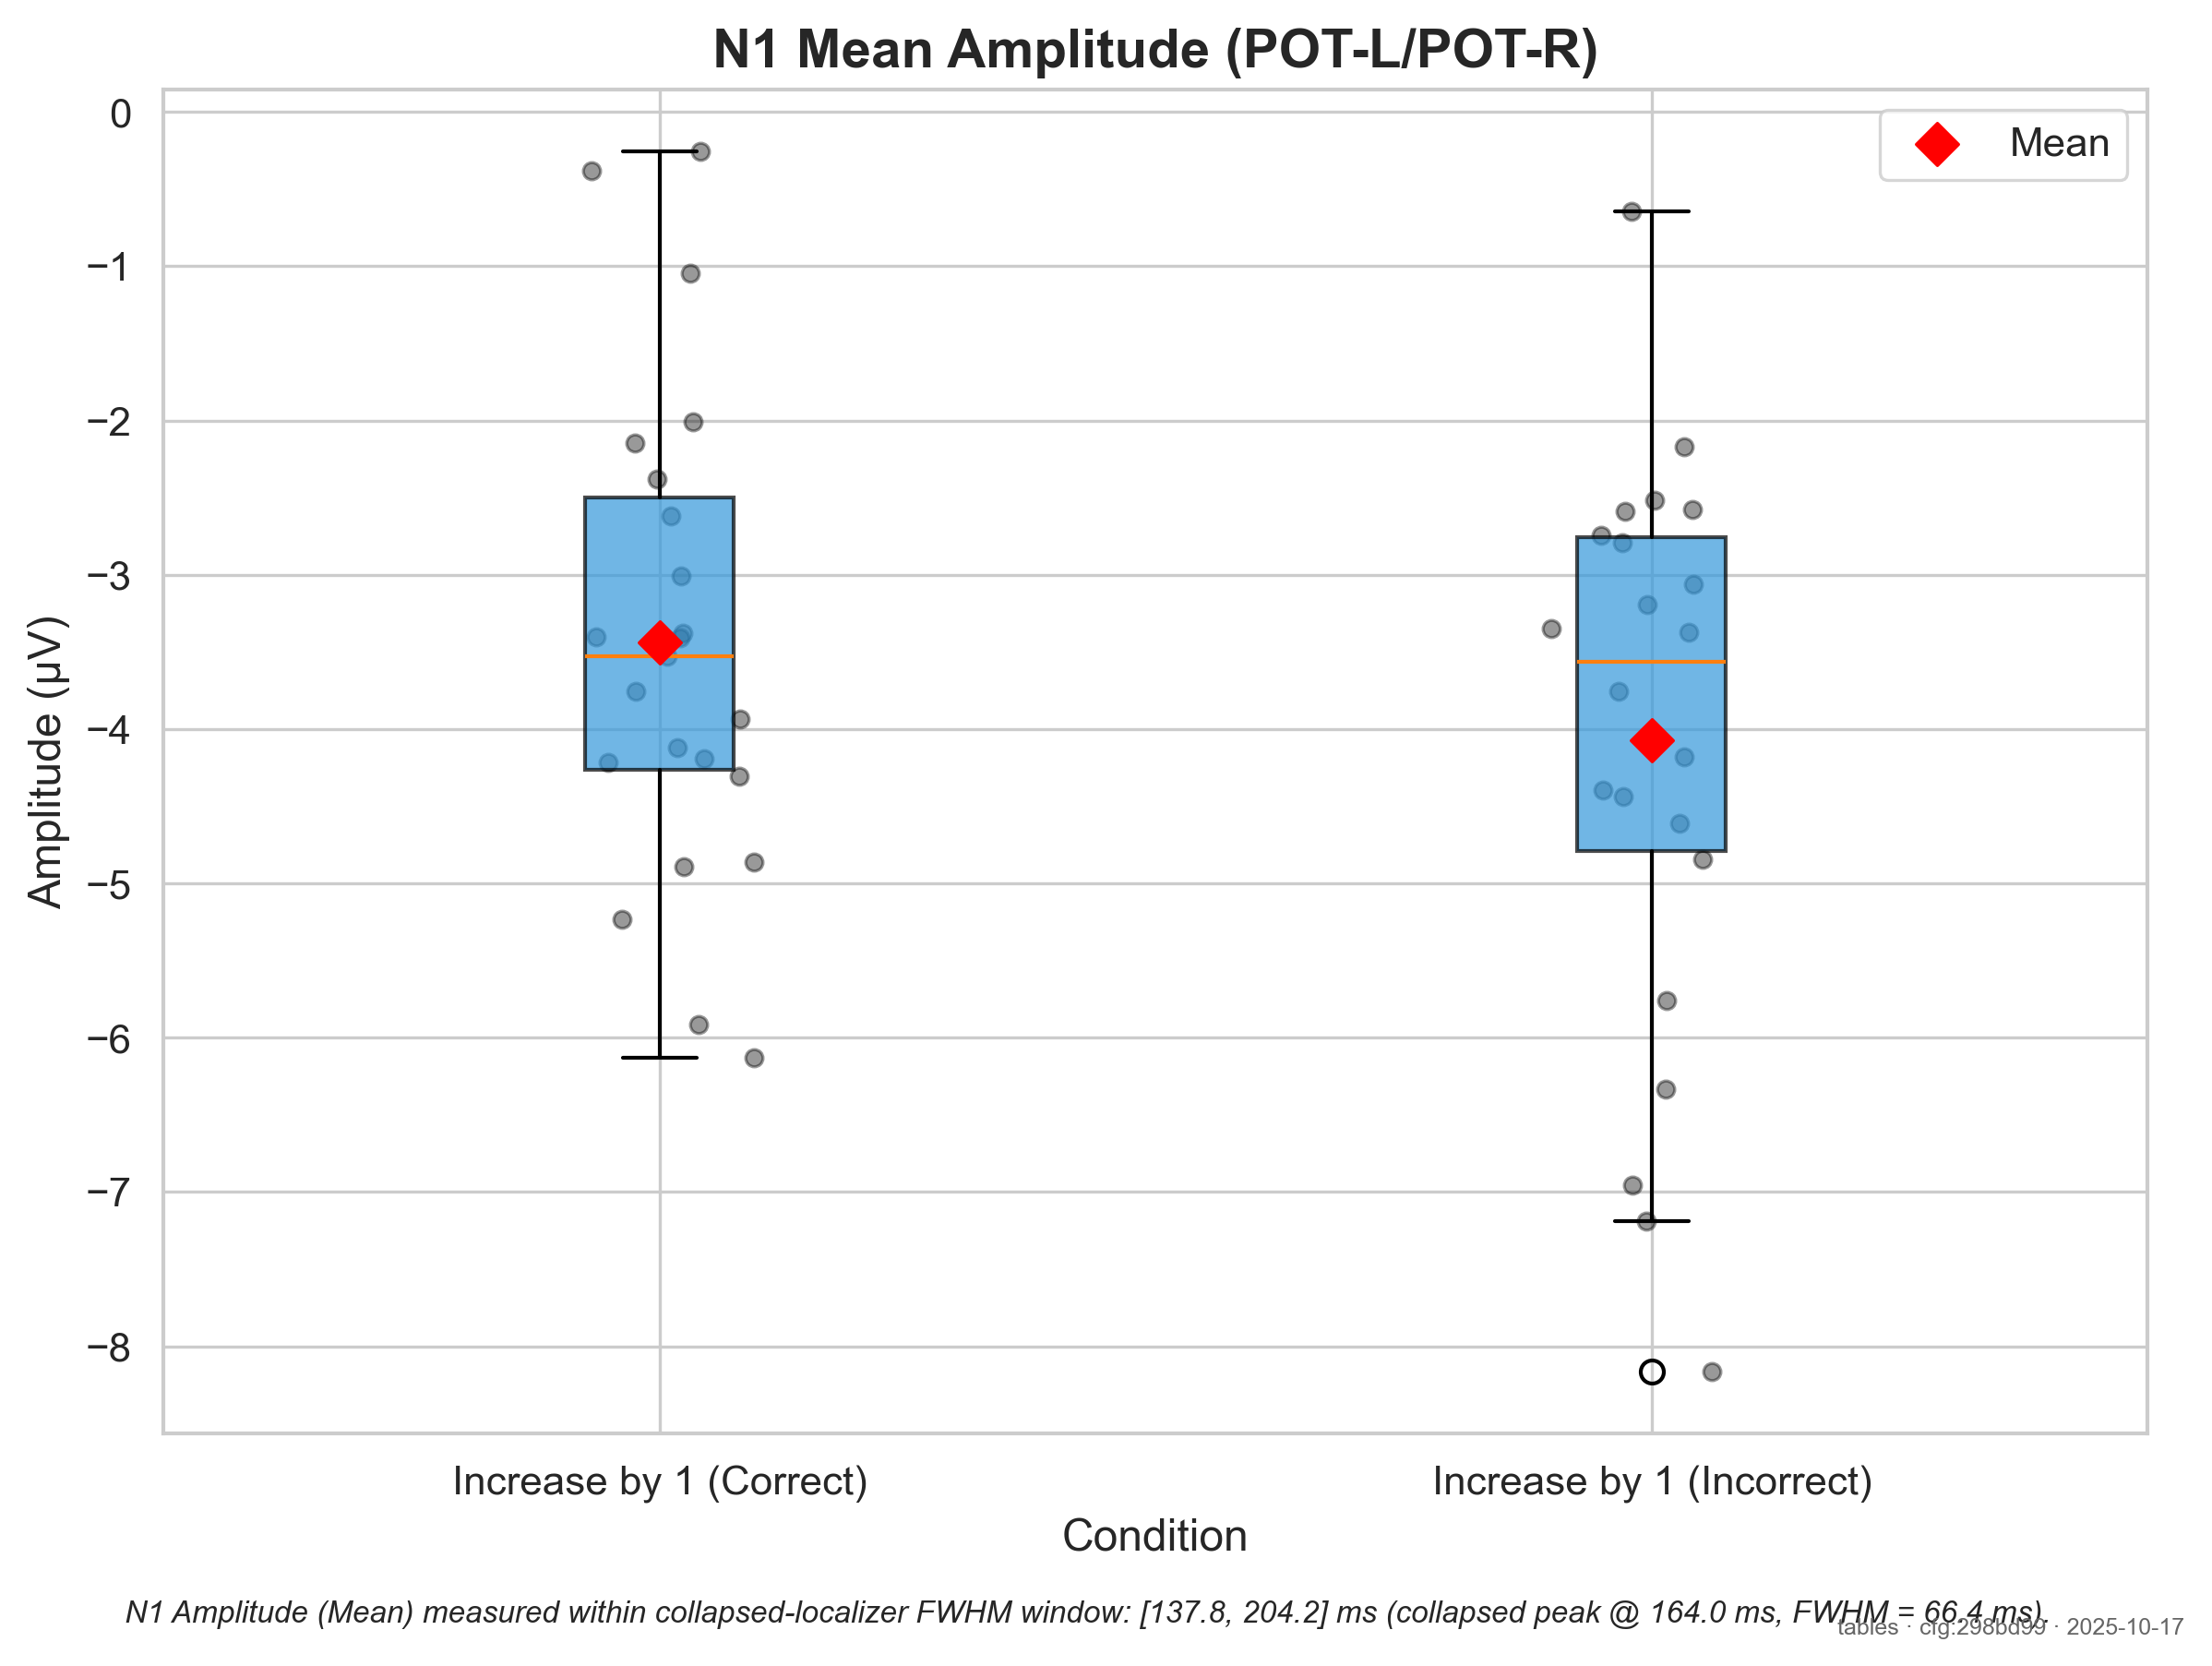 N1 Mean Amplitude (POT-L/POT-R)
Mean
0
−1
−2
−3
−4
−5
−6
−7
−8
Amplitude (µV)
Increase by 1 (Correct)
Increase by 1 (Incorrect)
Condition
N1 Amplitude (Mean) measured within collapsed-localizer FWHM window: [137.8, 204.2] ms (collapsed peak @ 164.0 ms, FWHM = 66.4 ms).
tables · cfg:298bd99 · 2025-10-17